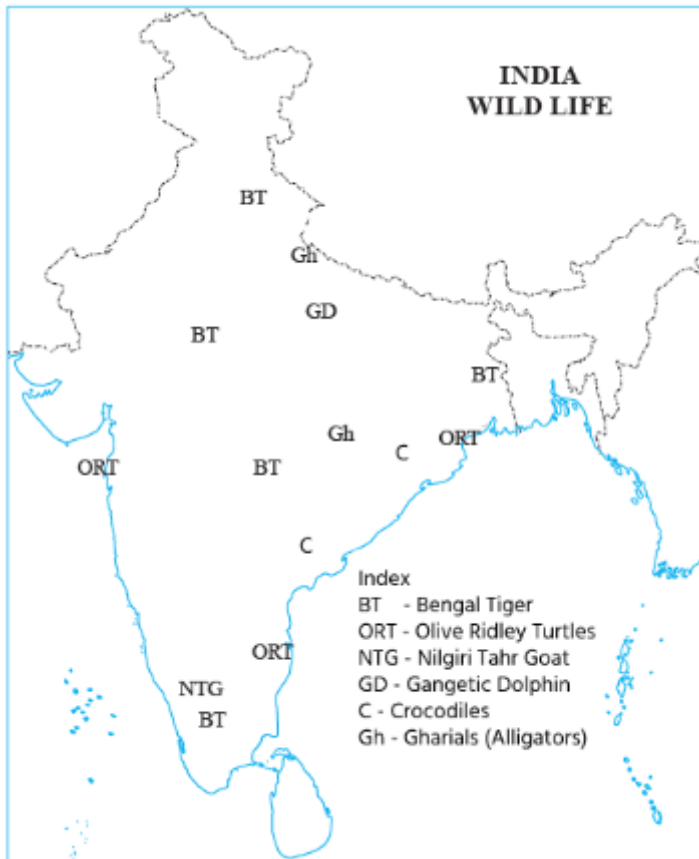 INDIA
WILD LIFE
BT
Gh
GD
BT
BT
Gh
ORT
C
ORT
BT
C
ORT
NTG
BT
Index
BT - Bengal Tiger
ORT - Olive Ridley Turtles
NTG - Nilgiri Tahr Goat
GD - Gangetic Dolphin
C - Crocodiles
Gh - Gharials (Alligators)